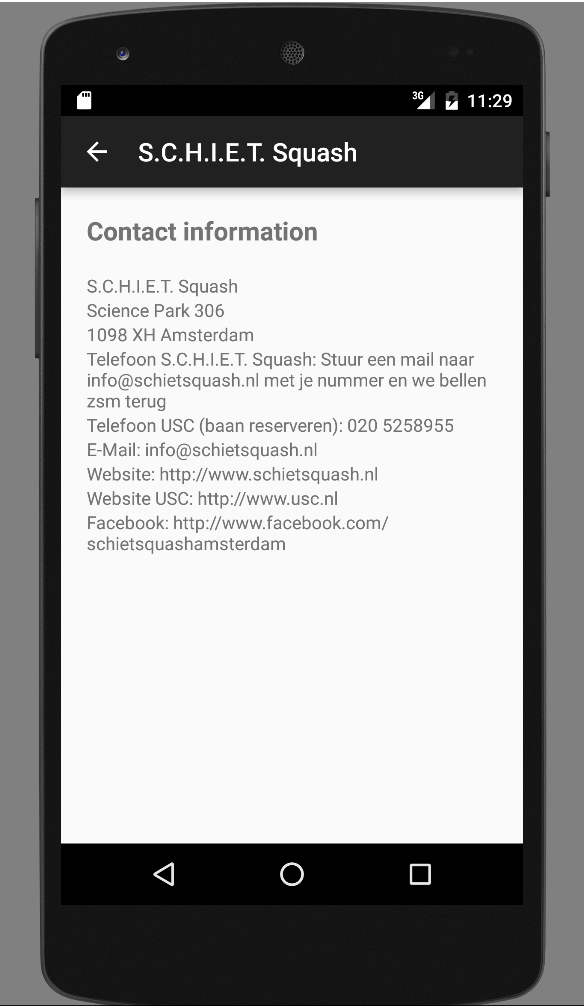 3G 11:29
S.C.H.I.E.T. Squash
Contact information
S.C.H.I.E.T. Squash
Science Park 306
1098 XH Amsterdam
Telefoon S.C.H.I.E.T. Squash: Stuur een mail naar
info@schietsquash.nl met je nummer en we bellen
zsm terug
Telefoon USC (baan reserveren): 020 5258955
E-Mail: info@schietsquash.nl
Website: http://www.schietsquash.nl
Website USC: http://www.usc.nl
Facebook: http://www.facebook.com/
schietsquashamsterdam